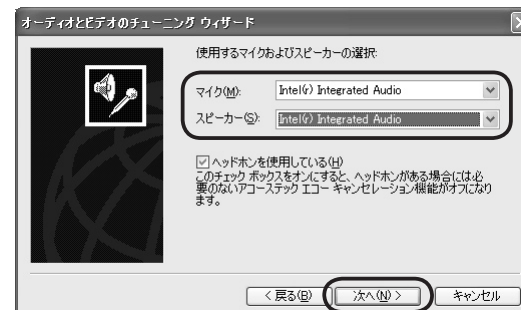 オーディオとビデオのチューニング ウィザード
使用するマイクおよびスピーカーの選択:
マイク(M): Intel(r) Integrated Audio
スピーカー(S): Intel(r) Integrated Audio
ヘッドホンを使用している(H)
このチェック ボックスをオンにすると、ヘッドホンがある場合には必
要のないアコーステック エコー キャンセレーション機能がオフになり
ます。
< 戻る(B) 次へ(N) > キャンセル